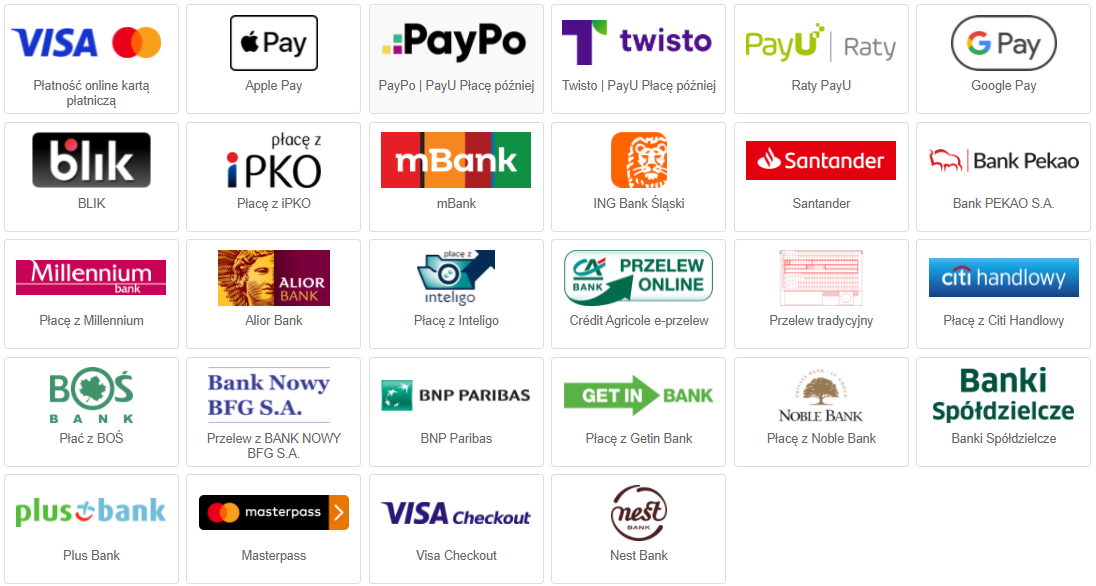 VISA
Płatność online kartą
płatniczą
Pay
Apple Pay
PayPo
PayPo | PayU Płacę później
twisto
Twisto | PayU Płacę później
PayU | Raty
Raty PayU
G Pay
Google Pay
blik
BLIK
płacę z
iPKO
Płacę z iPKO
mBank
mBank
ING Bank Śląski
Santander
Santander
Bank Pekao
Bank PEKAO S.A.
Millennium
bank
Płacę z Millennium
ALIOR
BANK
Alior Bank
płacę z
inteligo
Płacę z Inteligo
CA
BANK
PRZELEW
ONLINE
Crédit Agricole e-przelew
Przelew tradycyjny
citi handlowy
Płacę z Citi Handlowy
BOŚ
BANK
Płać z BOŚ
Bank Nowy
BFG S.A.
Przelew z BANK NOWY
BFG S.A.
BNP PARIBAS
BNP Paribas
GET IN BANK
Płacę z Getin Bank
NOBLE BANK
Płacę z Noble Bank
Banki
Spółdzielcze
Banki Spółdzielcze
plus bank
Plus Bank
masterpass
Masterpass
VISA Checkout
Visa Checkout
nest
BANK
Nest Bank